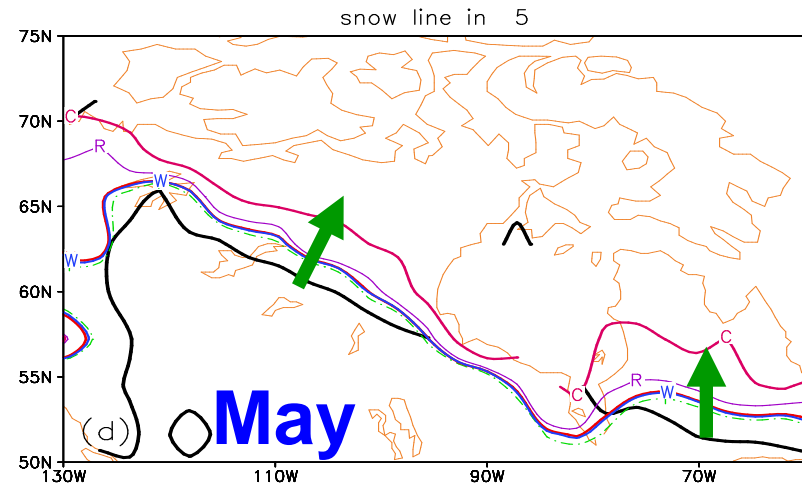 snow line in 5
75N
70N
C
R
W
65N
W
60N
C
55N
R
W
C
(d)
May
50N
130W 110W 90W 70W